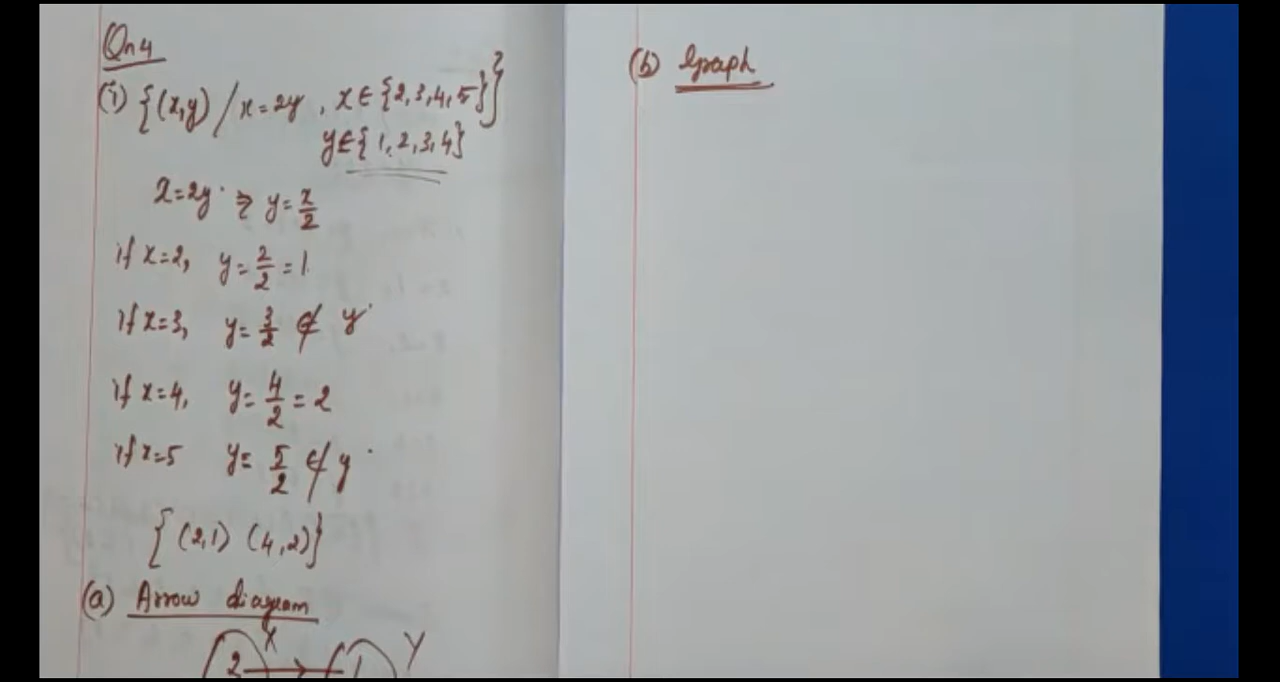 Qn 4
(i) {(x,y) / x=2y, x∈{2,3,4,5}}
y∈{1,2,3,4}
x=2y ⇒ y=x/2
if x=2, y=2/2=1.
if x=3, y=3/2 ∉ y
if x=4, y=4/2=2
if x=5 y=5/2 ∉ y
{(2,1) (4,2)}
(a) Arrow diagram
X Y
2 1
(b) Graph